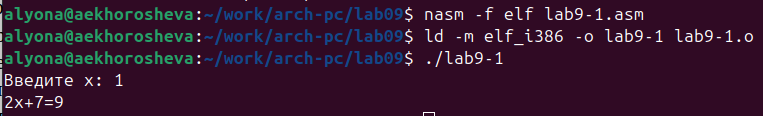 alyona@aekhorosheva:~/work/arch-pc/lab09$ nasm -f elf lab9-1.asm
alyona@aekhorosheva:~/work/arch-pc/lab09$ ld -m elf_i386 -o lab9-1 lab9-1.o
alyona@aekhorosheva:~/work/arch-pc/lab09$ ./lab9-1
Введите x: 1
2x+7=9